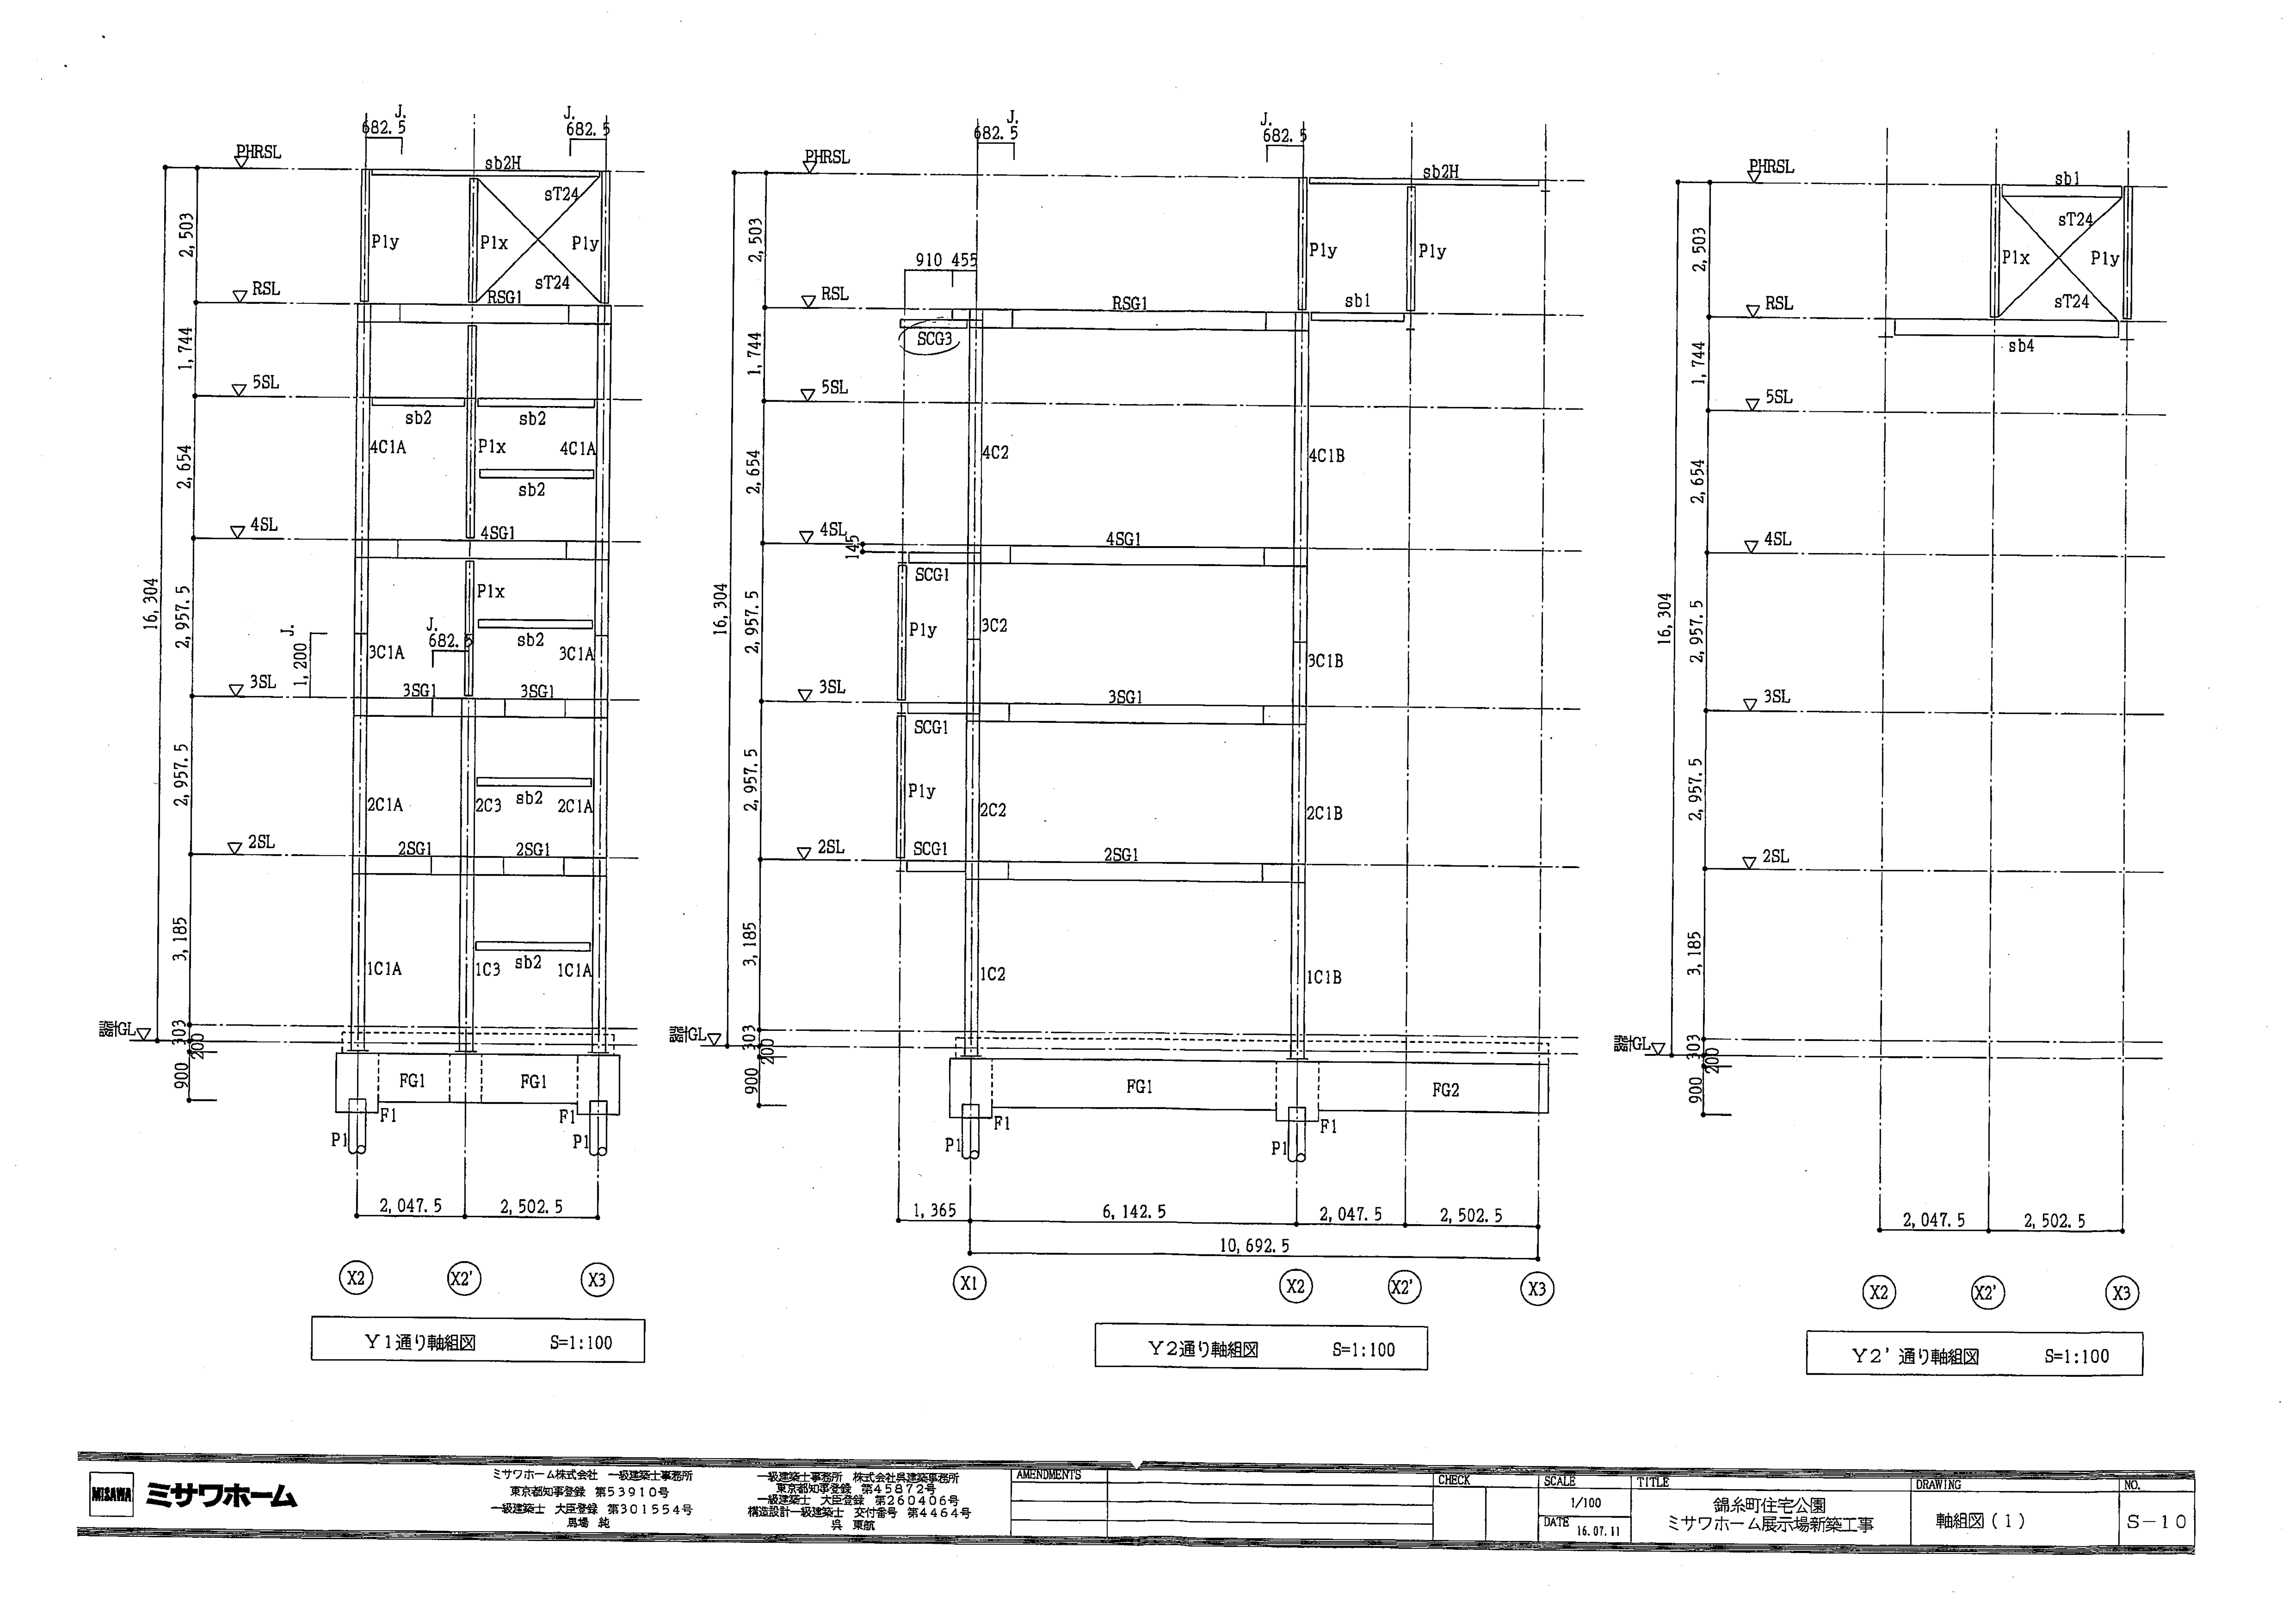 J.
682.5
J.
682.5
PHRSL
sb2H
sT24
P1y
P1x
P1y
sT24
2,503
RSL
RSG1
1,744
5SL
sb2
sb2
4C1A
P1x
4C1A
2,654
sb2
4SL
4SG1
P1x
16,304
2,957.5
J.
1,200
J.
682.5
sb2
3C1A
3C1A
3SL
3SG1
3SG1
2,957.5
2C1A
2C3
sb2
2C1A
2SL
2SG1
2SG1
3,185
1C1A
1C3
sb2
1C1A
設計GL
303
200
900
FG1
FG1
F1
F1
P1
P1
2,047.5
2,502.5
X2
X2'
X3
Y1通り軸組図 S=1:100
J.
682.5
J.
682.5
PHRSL
sb2H
2,503
P1y
P1y
910
455
RSL
RSG1
sb1
SCG3
1,744
5SL
4C2
4C1B
2,654
4SL
145
4SG1
SCG1
16,304
2,957.5
P1y
3C2
3C1B
3SL
3SG1
SCG1
2,957.5
P1y
2C2
2C1B
2SL
SCG1
2SG1
3,185
1C2
1C1B
設計GL
303
200
900
FG1
FG2
F1
F1
P1
P1
1,365
6,142.5
2,047.5
2,502.5
10,692.5
X1
X2
X2'
X3
Y2通り軸組図 S=1:100
PHRSL
sb1
sT24
2,503
P1x
P1y
sT24
RSL
sb4
1,744
5SL
2,654
4SL
16,304
2,957.5
3SL
2,957.5
2SL
3,185
設計GL
303
200
900
2,047.5
2,502.5
X2
X2'
X3
Y2'通り軸組図 S=1:100
MISAWA
ミサワホーム
ミサワホーム株式会社 一級建築士事務所
東京都知事登録 第53910号
一級建築士 大臣登録 第301554号
馬場 純
一級建築士事務所 株式会社呉建築事務所
東京都知事登録 第45872号
一級建築士 大臣登録 第260406号
構造設計一級建築士 交付番号 第4464号
呉 東航
AMENDMENTS
CHECK
SCALE
1/100
DATE 16.07.11
TITLE
錦糸町住宅公園
ミサワホーム展示場新築工事
DRAWING
軸組図(1)
NO.
S-10